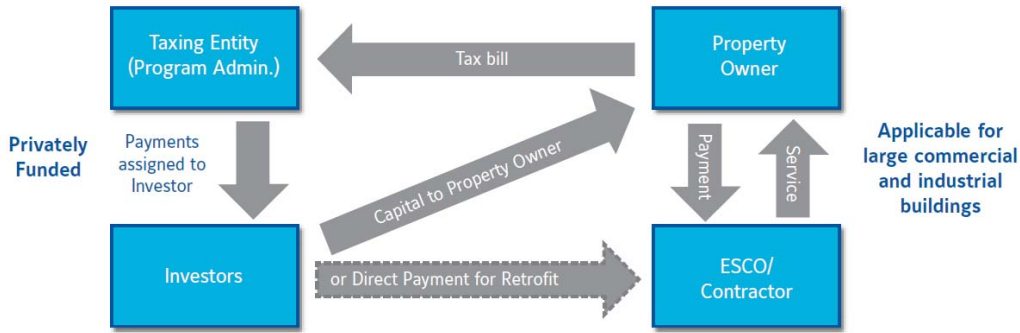 Taxing Entity
(Program Admin.)
Tax bill
Property
Owner
Privately
Funded
Payments
assigned to
Investor
Capital to Property Owner
Payment
Service
Applicable for
large commercial
and industrial
buildings
Investors
or Direct Payment for Retrofit
ESCO/
Contractor